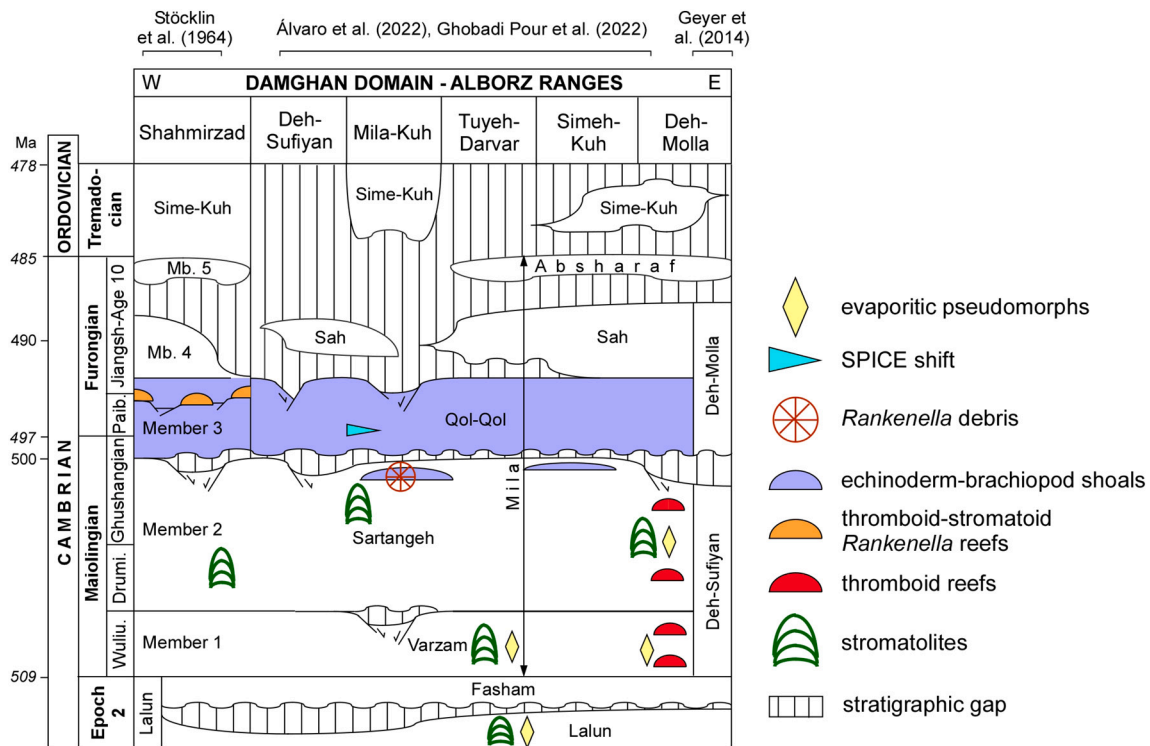 Stöcklin
et al. (1964)
Álvaro et al. (2022), Ghobadi Pour et al. (2022)
Geyer et
al. (2014)
W
DAMGHAN DOMAIN - ALBORZ RANGES
E
Shahmirzad
Deh-
Sufiyan
Mila-Kuh
Tuyeh-
Darvar
Simeh-
Kuh
Deh-
Molla
Ma
478
485
490
497
500
509
ORDOVICIAN
CAMBRIAN
Tremado-
cian
Furongian
Maiolingian
Epoch
2
Jiangsh-Age 10
Paib.
Ghushangian
Drumi.
Wuliu.
Lalun
Sime-Kuh
Sime-Kuh
Sime-Kuh
Mb. 5
Absharaf
Mb. 4
Sah
Sah
Deh-Molla
Member 3
Qol-Qol
Mila
Member 2
Sartangeh
Deh-Sufiyan
Member 1
Varzam
Fasham
Lalun
evaporitic pseudomorphs
SPICE shift
Rankenella debris
echinoderm-brachiopod shoals
thromboid-stromatoid
Rankenella reefs
thromboid reefs
stromatolites
stratigraphic gap